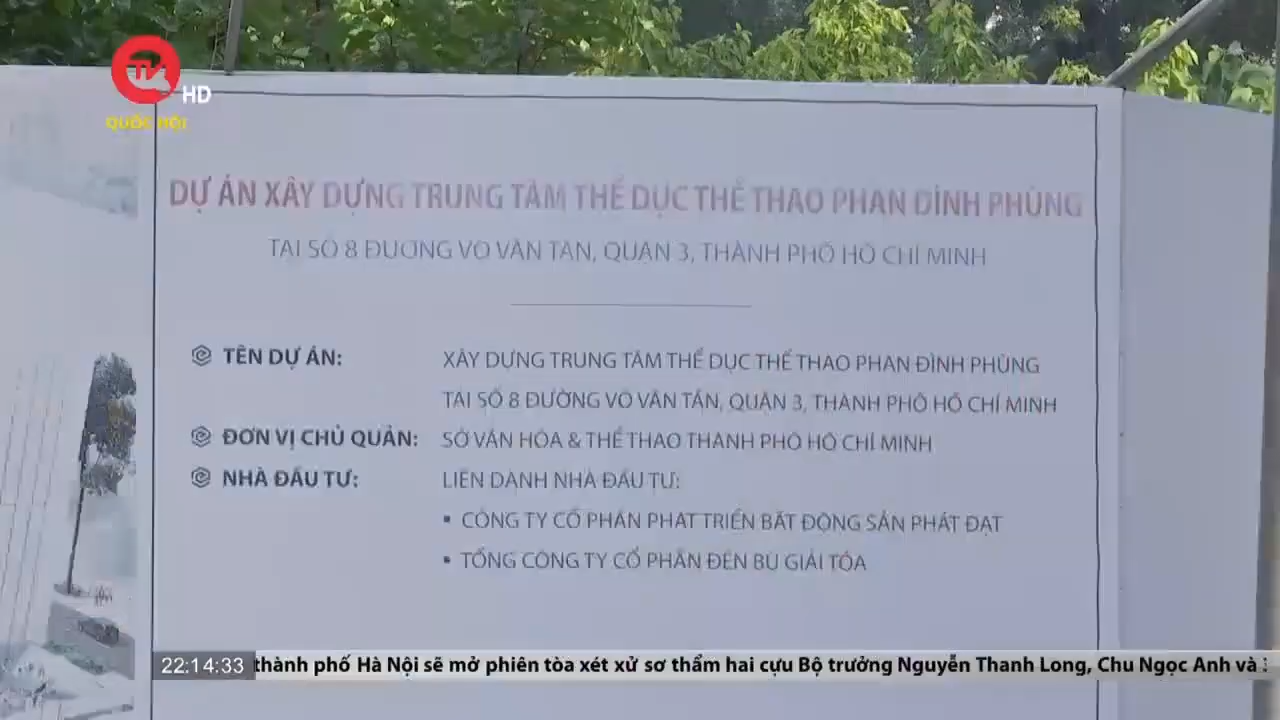 HD
QUỐC HỘI
DỰ ÁN XÂY DỰNG TRUNG TÂM THỂ DỤC THỂ THAO PHAN ĐÌNH PHÙNG
TẠI SỐ 8 ĐƯỜNG VÕ VĂN TẦN, QUẬN 3, THÀNH PHỐ HỒ CHÍ MINH
TÊN DỰ ÁN: XÂY DỰNG TRUNG TÂM THỂ DỤC THỂ THAO PHAN ĐÌNH PHÙNG
TẠI SỐ 8 ĐƯỜNG VÕ VĂN TẦN, QUẬN 3, THÀNH PHỐ HỒ CHÍ MINH
ĐƠN VỊ CHỦ QUẢN: SỞ VĂN HÓA & THỂ THAO THÀNH PHỐ HỒ CHÍ MINH
NHÀ ĐẦU TƯ: LIÊN DANH NHÀ ĐẦU TƯ:
▪ CÔNG TY CỔ PHẦN PHÁT TRIỂN BẤT ĐỘNG SẢN PHÁT ĐẠT
▪ TỔNG CÔNG TY CỔ PHẦN ĐỀN BÙ GIẢI TỎA
22:14:33 thành phố Hà Nội sẽ mở phiên tòa xét xử sơ thẩm hai cựu Bộ trưởng Nguyễn Thanh Long, Chu Ngọc Anh và